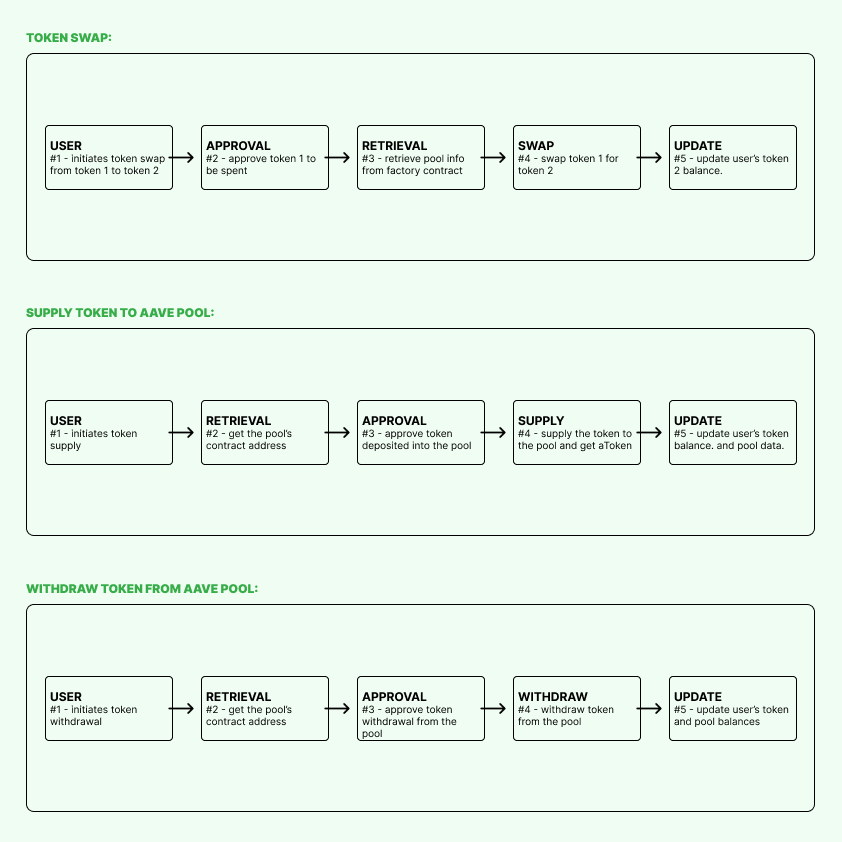 TOKEN SWAP:
USER
#1 - initiates token swap
from token 1 to token 2
APPROVAL
#2 - approve token 1 to
be spent
RETRIEVAL
#3 - retrieve pool info
from factory contract
SWAP
#4 - swap token 1 for
token 2
UPDATE
#5 - update user’s token
2 balance.
SUPPLY TOKEN TO AAVE POOL:
USER
#1 - initiates token
supply
RETRIEVAL
#2 - get the pool’s
contract address
APPROVAL
#3 - approve token
deposited into the pool
SUPPLY
#4 - supply the token to
the pool and get aToken
UPDATE
#5 - update user’s token
balance. and pool data.
WITHDRAW TOKEN FROM AAVE POOL:
USER
#1 - initiates token
withdrawal
RETRIEVAL
#2 - get the pool’s
contract address
APPROVAL
#3 - approve token
withdrawal from the
pool
WITHDRAW
#4 - withdraw token
from the pool
UPDATE
#5 - update user’s token
and pool balances